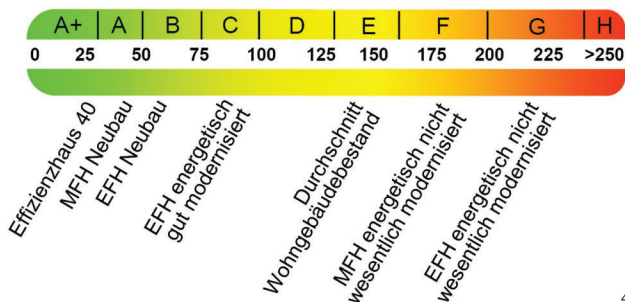 A+ A B C D E F G H
0 25 50 75 100 125 150 175 200 225 >250
Effizienzhaus 40
MFH Neubau
EFH Neubau
EFH energetisch
gut modernisiert
Durchschnitt
Wohngebäudebestand
MFH energetisch nicht
wesentlich modernisiert
EFH energetisch nicht
wesentlich modernisiert